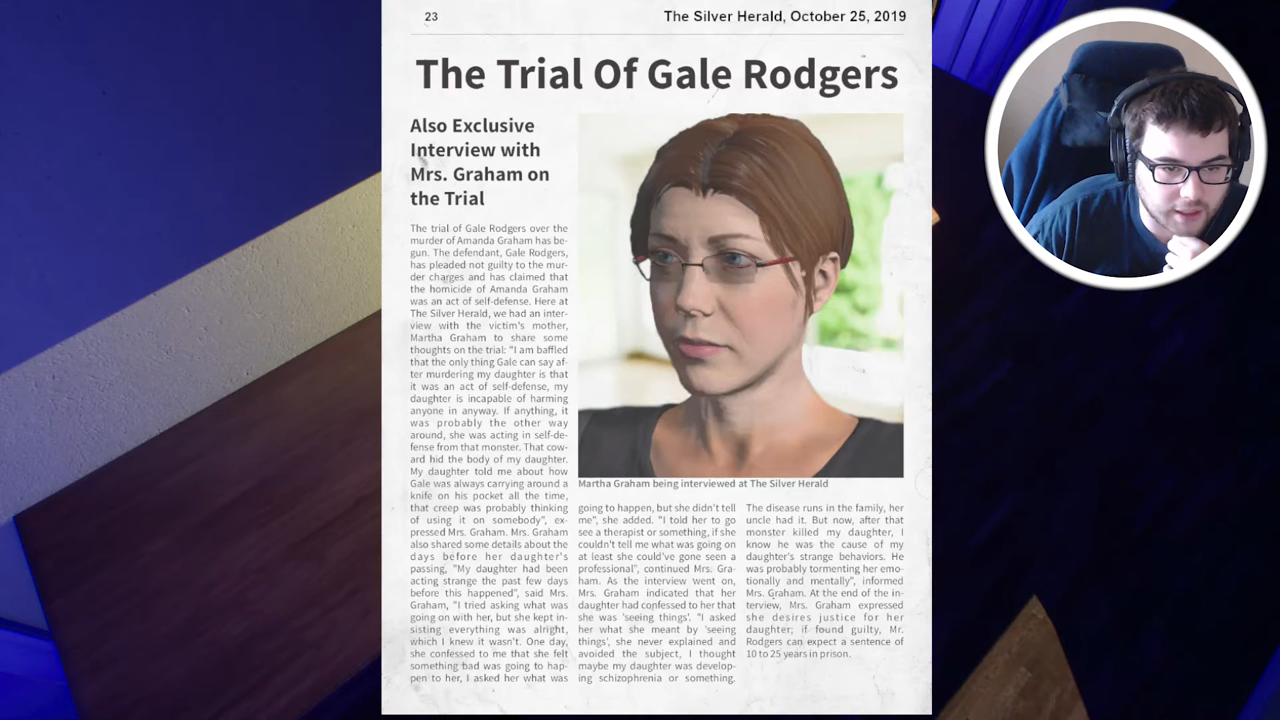 23
The Silver Herald, October 25, 2019
The Trial Of Gale Rodgers
Also Exclusive
Interview with
Mrs. Graham on
the Trial
The trial of Gale Rodgers over the
murder of Amanda Graham has be-
gun. The defendant, Gale Rodgers,
has pleaded not guilty to the mur-
der charges and has claimed that
the homicide of Amanda Graham
was an act of self-defense. Here at
The Silver Herald, we had an inter-
view with the victim's mother,
Martha Graham to share some
thoughts on the trial: "I am baffled
that the only thing Gale can say af-
ter murdering my daughter is that
it was an act of self-defense, my
daughter is incapable of harming
anyone in anyway. If anything, it
was probably the other way
around, she was acting in self-de-
fense from that monster. That cow-
ard hid the body of my daughter.
My daughter told me about how
Gale was always carrying around a
knife on his pocket all the time,
that creep was probably thinking
of using it on somebody", ex-
pressed Mrs. Graham. Mrs. Graham
also shared some details about the
days before her daughter's
passing, "My daughter had been
acting strange the past few days
before this happened", said Mrs.
Graham, "I tried asking what was
going on with her, but she kept in-
sisting everything was alright,
which I knew it wasn't. One day,
she confessed to me that she felt
something bad was going to hap-
pen to her, I asked her what was
Martha Graham being interviewed at The Silver Herald
going to happen, but she didn't tell
me", she added. "I told her to go
see a therapist or something, if she
couldn't tell me what was going on
at least she could've gone seen a
professional", continued Mrs. Gra-
ham. As the interview went on,
Mrs. Graham indicated that her
daughter had confessed to her that
she was 'seeing things'. "I asked
her what she meant by 'seeing
things', she never explained and
avoided the subject, I thought
maybe my daughter was develop-
ing schizophrenia or something.
The disease runs in the family, her
uncle had it. But now, after that
monster killed my daughter, I
know he was the cause of my
daughter's strange behaviors. He
was probably tormenting her emo-
tionally and mentally", informed
Mrs. Graham. At the end of the in-
terview, Mrs. Graham expressed
she desires justice for her
daughter; if found guilty, Mr.
Rodgers can expect a sentence of
10 to 25 years in prison.